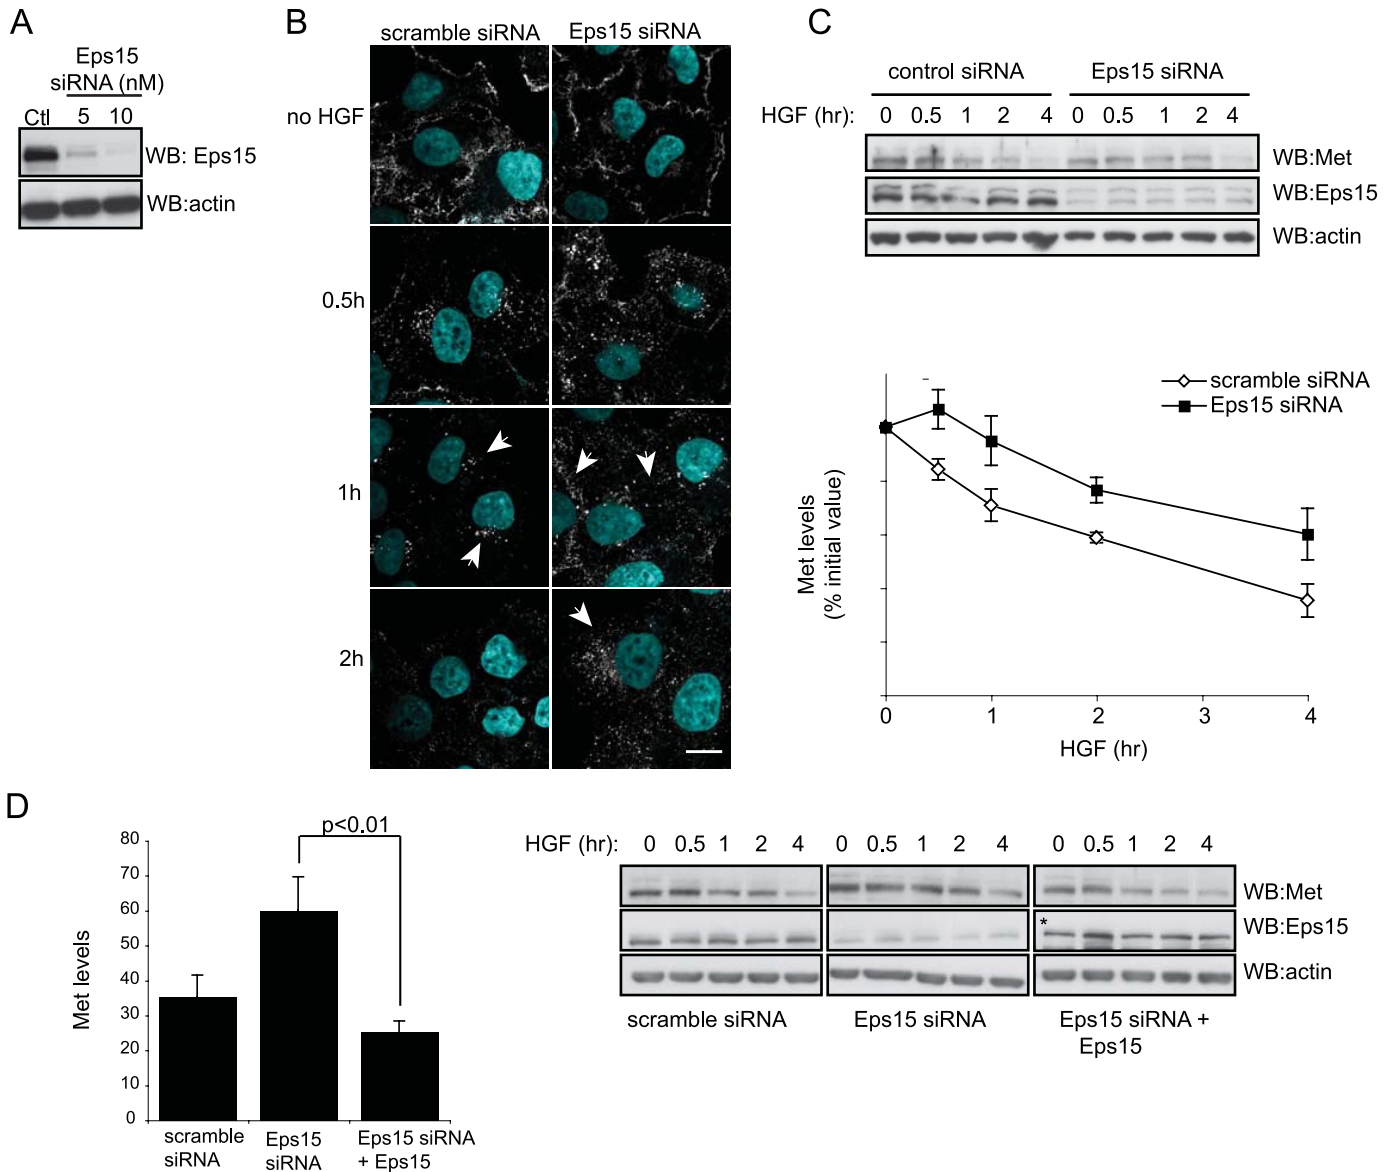 A
Eps15
siRNA (nM)
Ctl 5 10
WB: Eps15
WB:actin
B
scramble siRNA Eps15 siRNA
no HGF
0.5h
1h
2h
C
control siRNA Eps15 siRNA
HGF (hr): 0 0.5 1 2 4 0 0.5 1 2 4
WB:Met
WB:Eps15
WB:actin
scramble siRNA
Eps15 siRNA
Met levels
(% initial value)
0 1 2 3 4
HGF (hr)
D
p<0.01
80
70
60
50
40
30
20
10
0
Met levels
scramble
siRNA
Eps15
siRNA
Eps15 siRNA
+ Eps15
HGF (hr): 0 0.5 1 2 4 0 0.5 1 2 4 0 0.5 1 2 4
WB:Met
*
WB:Eps15
WB:actin
scramble siRNA
Eps15 siRNA
Eps15 siRNA +
Eps15